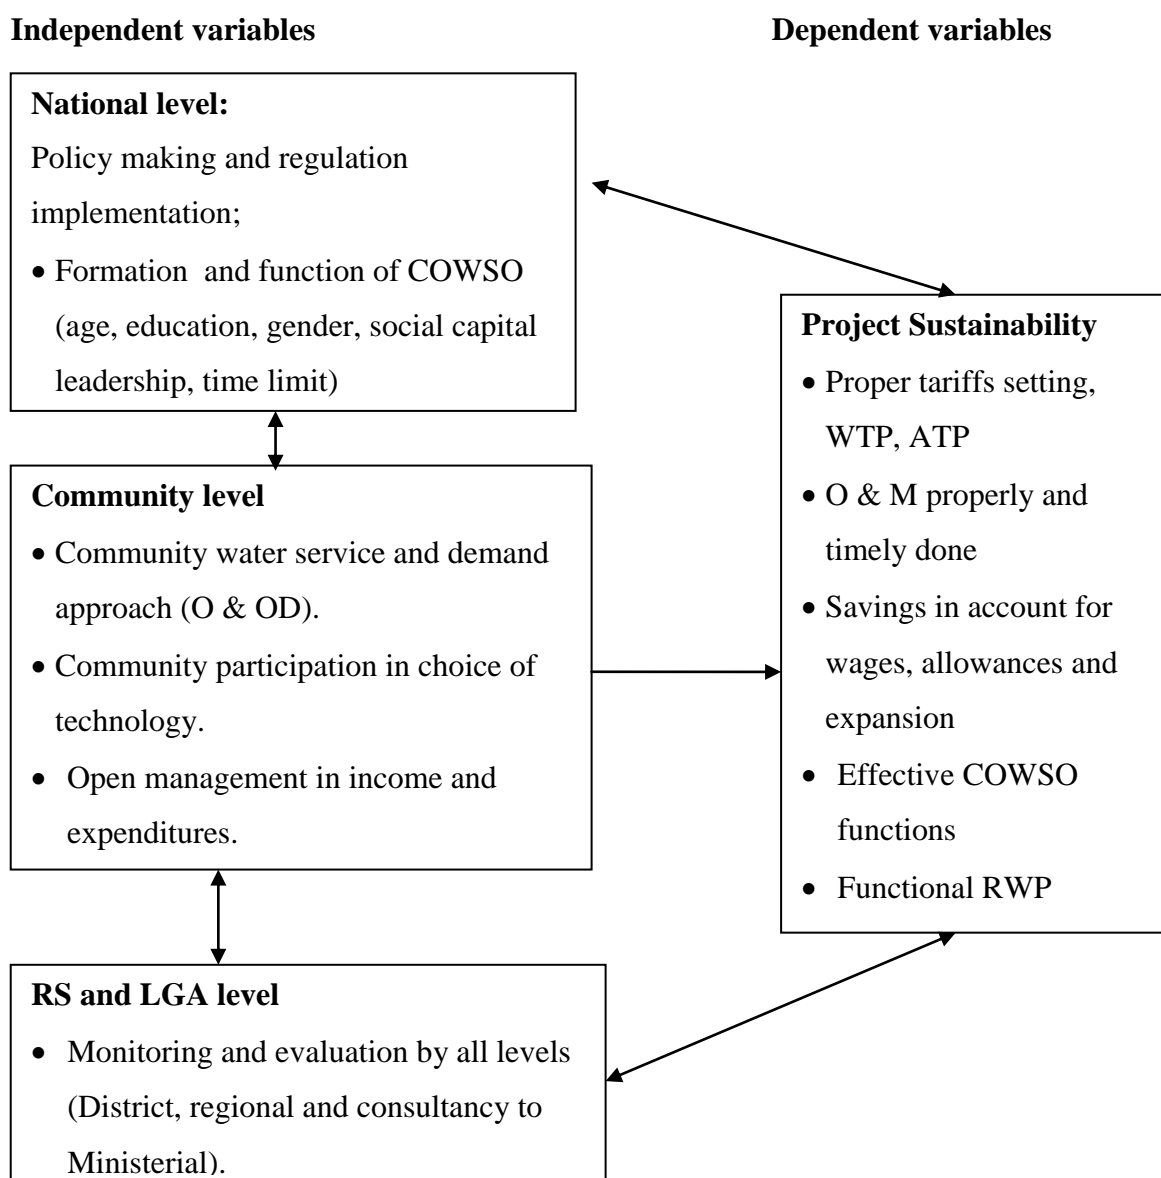 Independent variables
Dependent variables
National level:
Policy making and regulation
implementation;
• Formation and function of COWSO
(age, education, gender, social capital
leadership, time limit)
Community level
• Community water service and demand
approach (O & OD).
• Community participation in choice of
technology.
• Open management in income and
expenditures.
RS and LGA level
• Monitoring and evaluation by all levels
(District, regional and consultancy to
Ministerial).
Project Sustainability
• Proper tariffs setting,
WTP, ATP
• O & M properly and
timely done
• Savings in account for
wages, allowances and
expansion
• Effective COWSO
functions
• Functional RWP